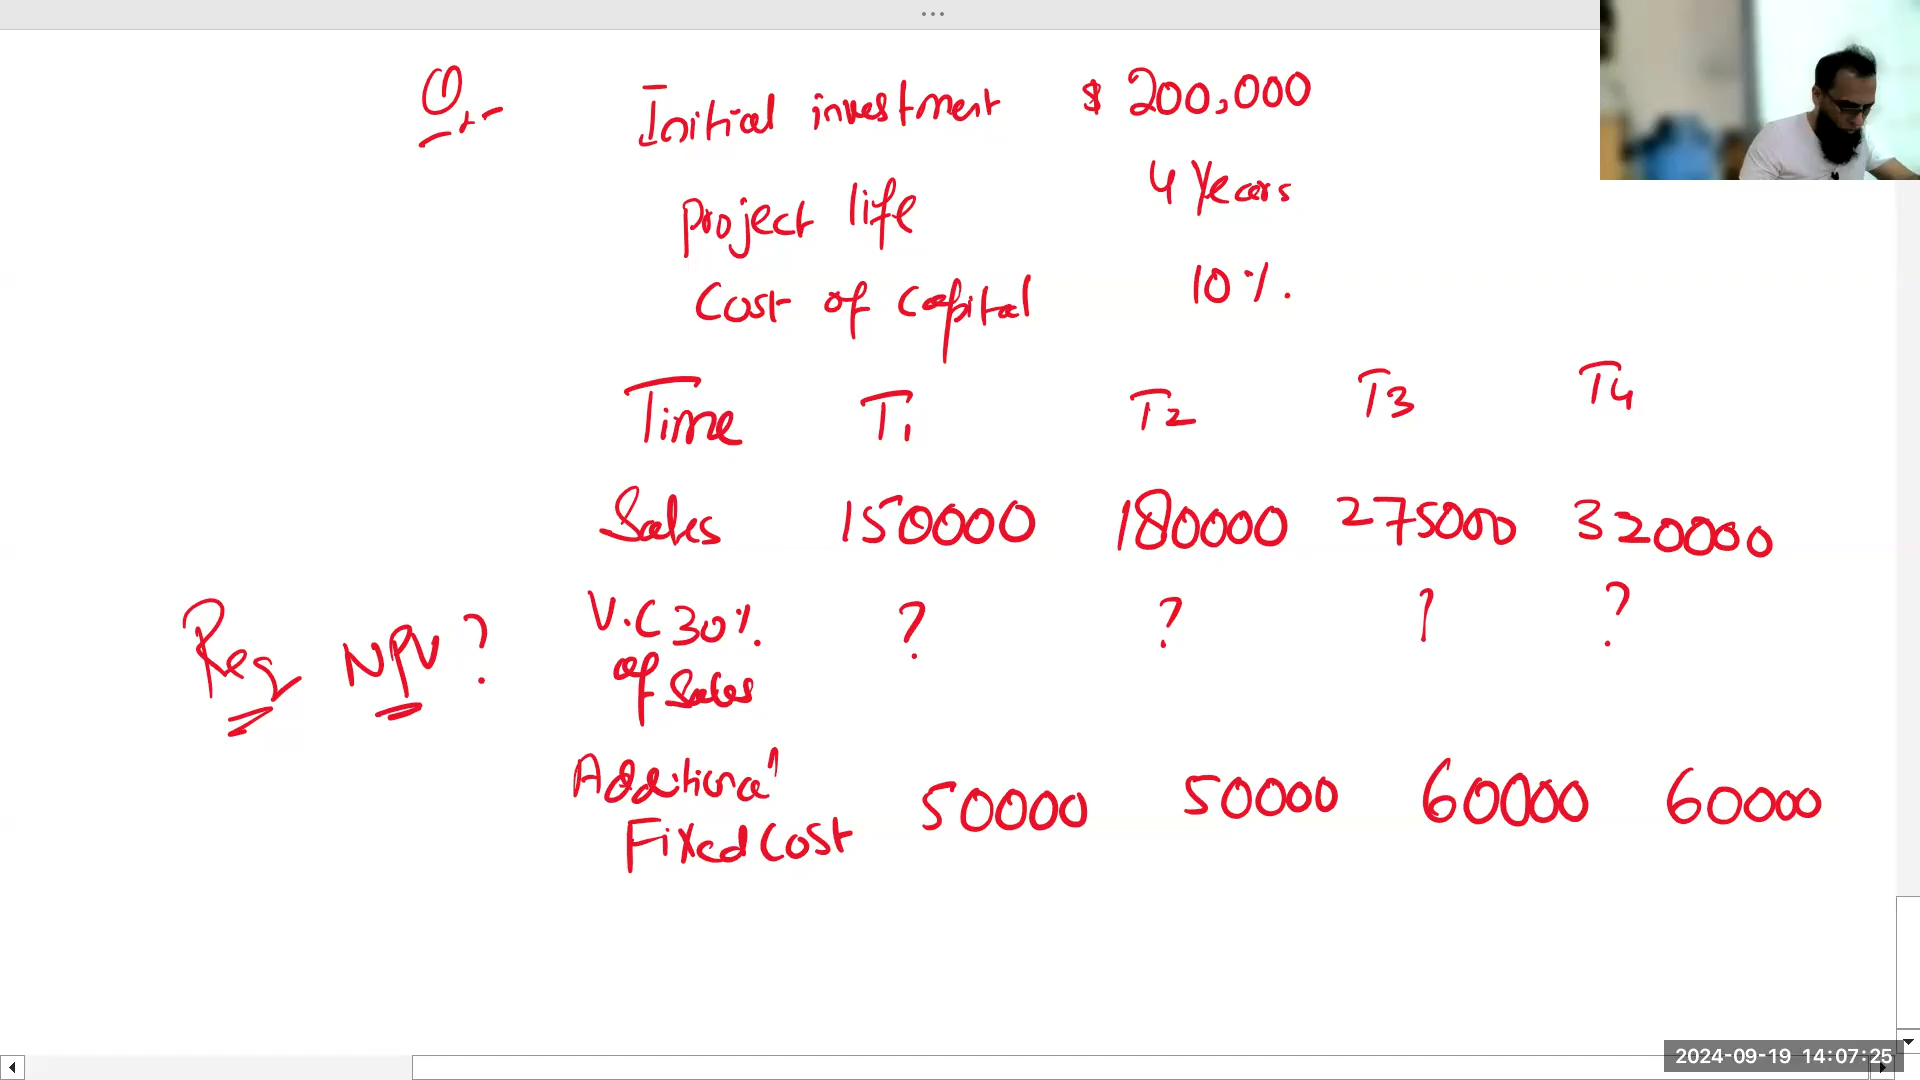 Q
Initial investment $ 200,000
Project life 4 Years
Cost of capital 10%.
Time T1 T2 T3 T4
Sales 150000 180000 275000 320000
V.C 30%. ? ? ? ?
of Sales
Req NPV ?
Additional 50000 50000 60000 60000
Fixed Cost
2024-09-19 14:07:25